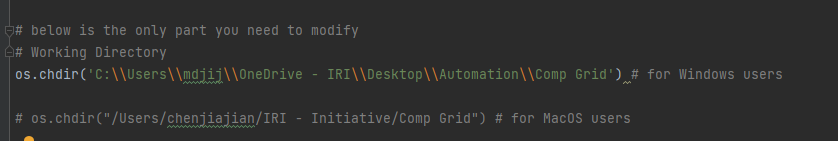 # below is the only part you need to modify
# Working Directory
os.chdir('C:\\Users\\mdjij\\OneDrive - IRI\\Desktop\\Automation\\Comp Grid') # for Windows users
# os.chdir("/Users/chenjiajian/IRI - Initiative/Comp Grid") # for MacOS users